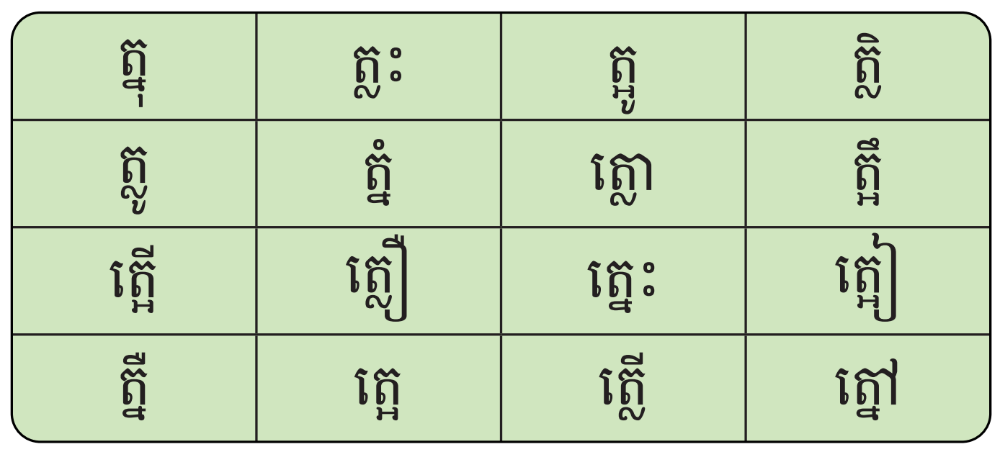 ត្នុ ត្លះ ត្អូ ត្លិ
ត្លូ ត្នំ ត្លោ ត្អឹ
ត្អើ ត្លឿ ត្នេះ ត្អៀ
ត្នឺ ត្អេ ត្លើ ត្នៅ